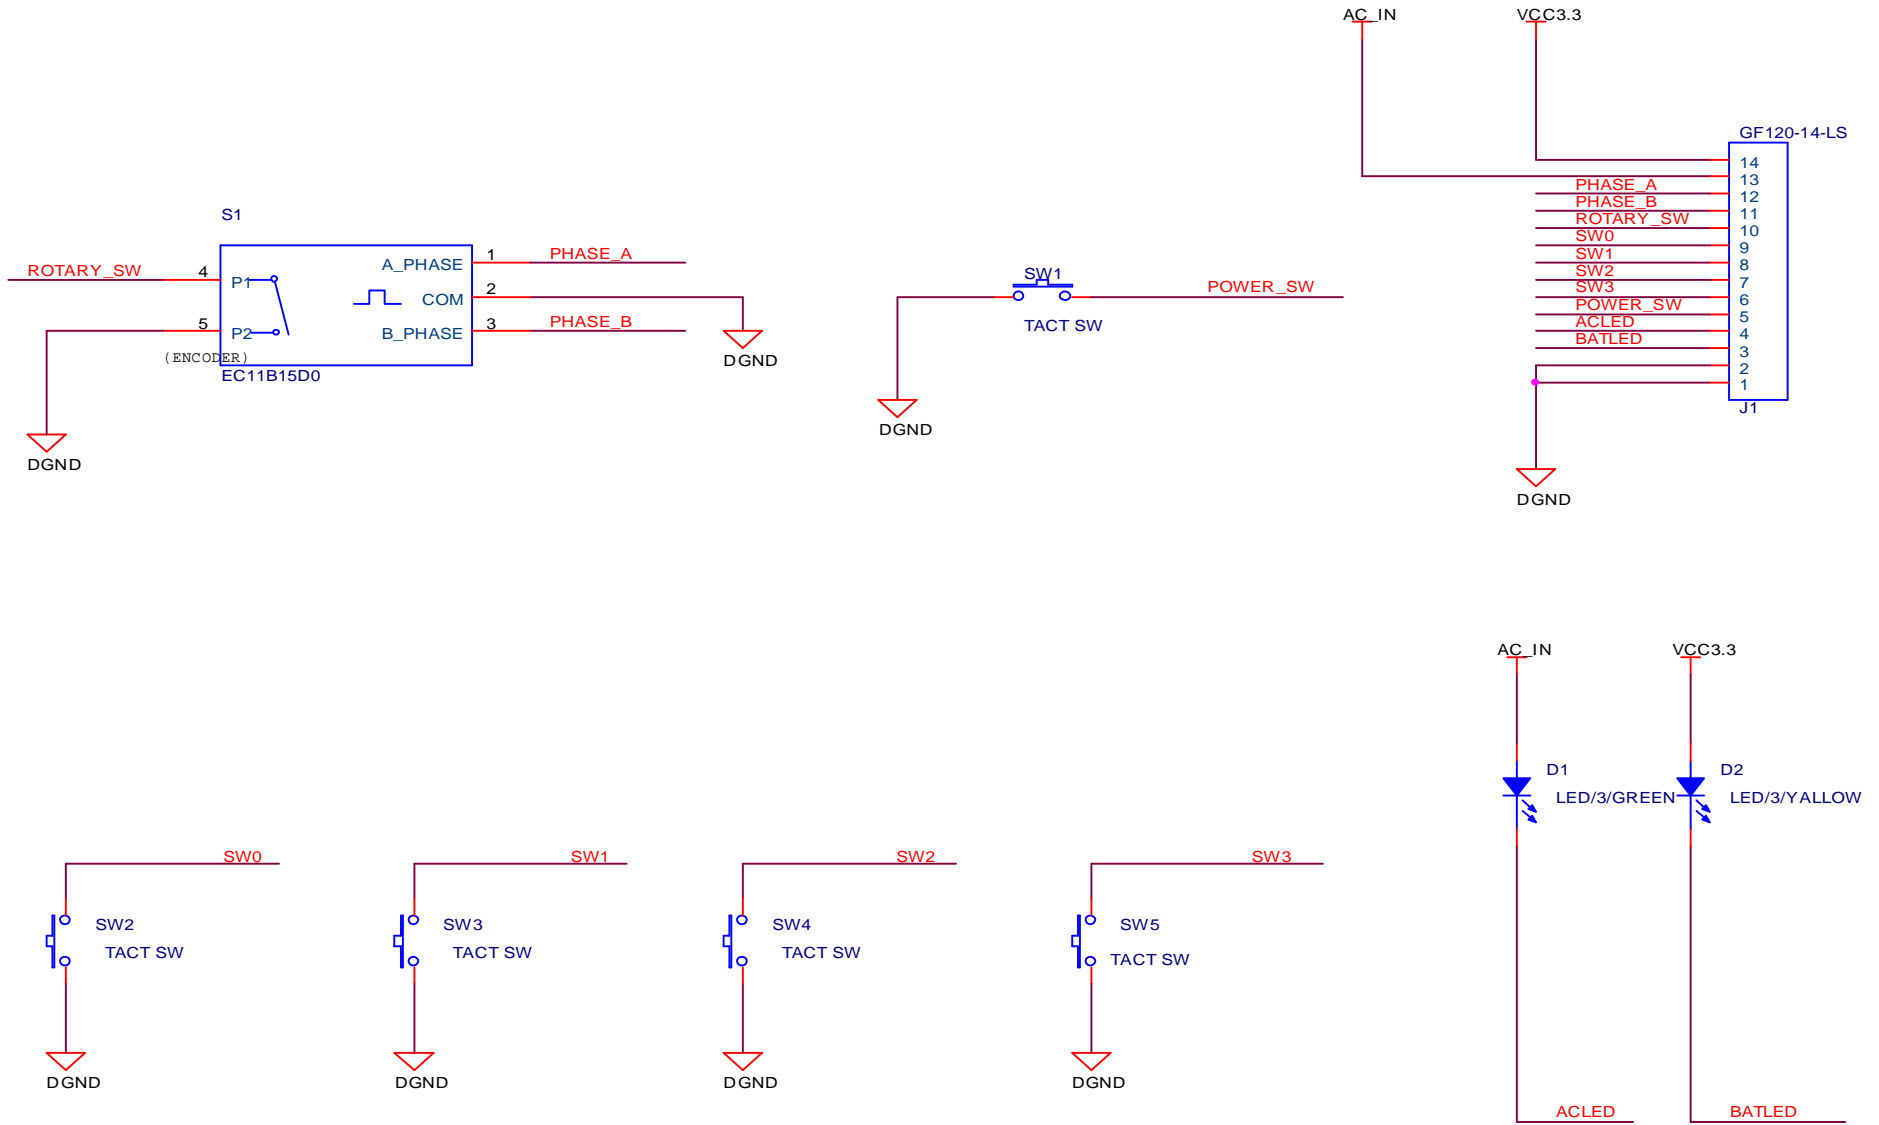 AC_IN
VCC3.3
GF120-14-LS
14
13
PHASE_A
12
PHASE_B
11
ROTARY_SW
10
SW0
9
SW1
8
SW2
7
SW3
6
POWER_SW
5
ACLED
4
BATLED
3
2
1
J1
DGND
S1
ROTARY_SW
4
P1
5
P2
(ENCODER)
EC11B15D0
A_PHASE
1
PHASE_A
COM
2
B_PHASE
3
PHASE_B
DGND
DGND
SW1
POWER_SW
TACT SW
DGND
AC_IN
VCC3.3
D1
LED/3/GREEN
D2
LED/3/YALLOW
ACLED
BATLED
SW0
SW2
TACT SW
DGND
SW1
SW3
TACT SW
DGND
SW2
SW4
TACT SW
DGND
SW3
SW5
TACT SW
DGND